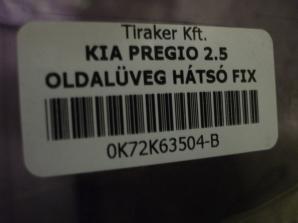 Tiraker Kft.
KIA PREGIO 2.5
OLDALÜVEG HÁTSÓ FIX
0K72K63504-B